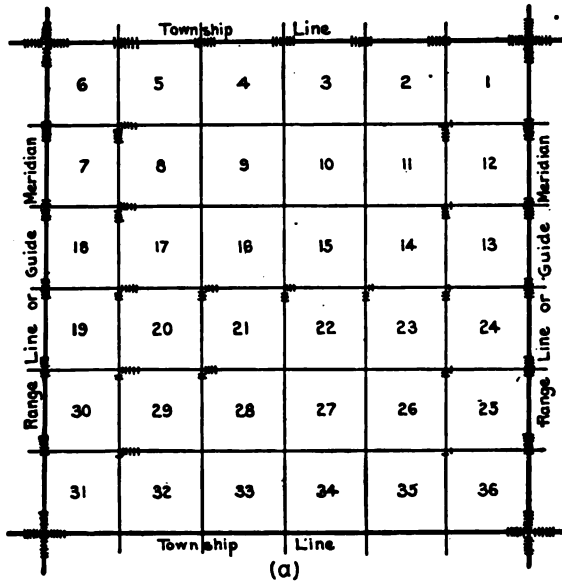 Township Line
6 5 4 3 2 1
7 8 9 10 11 12
18 17 16 15 14 13
19 20 21 22 23 24
30 29 28 27 26 25
31 32 33 34 35 36
Range Line or Guide Meridian
Range Line or Guide Meridian
Township Line
(a)